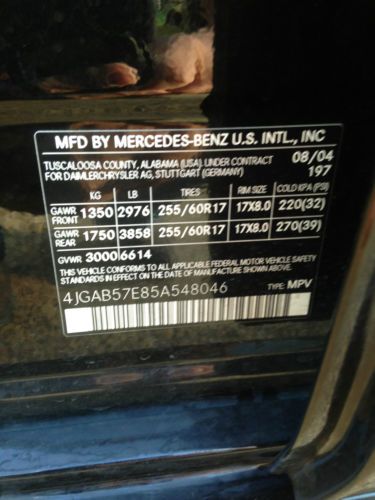 MFD BY MERCEDES-BENZ U.S. INTL., INC
TUSCALOOSA COUNTY, ALABAMA (USA) UNDER CONTRACT 08/04
FOR DAIMLERCHRYSLER AG, STUTTGART (GERMANY) 197
KG LB TIRES RIM SIZE COLD KPA (PSI)
GAWR FRONT 1350 2976 255/60R17 17X8.0 220(32)
GAWR REAR 1750 3858 255/60R17 17X8.0 270(39)
GVWR 3000 6614
THIS VEHICLE CONFORMS TO ALL APPLICABLE FEDERAL MOTOR VEHICLE SAFETY
STANDARDS IN EFFECT ON THE DATE OF MANUFACTURE SHOWN ABOVE
4JGAB57E85A548046 TYPE: MPV